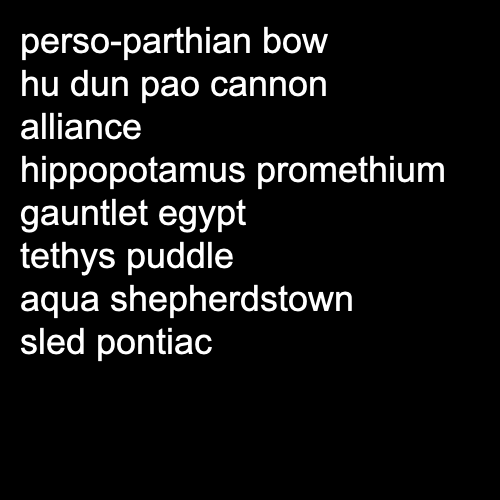 perso-parthian bow
hu dun pao cannon
alliance
hippopotamus promethium
gauntlet egypt
tethys puddle
aqua shepherdstown
sled pontiac